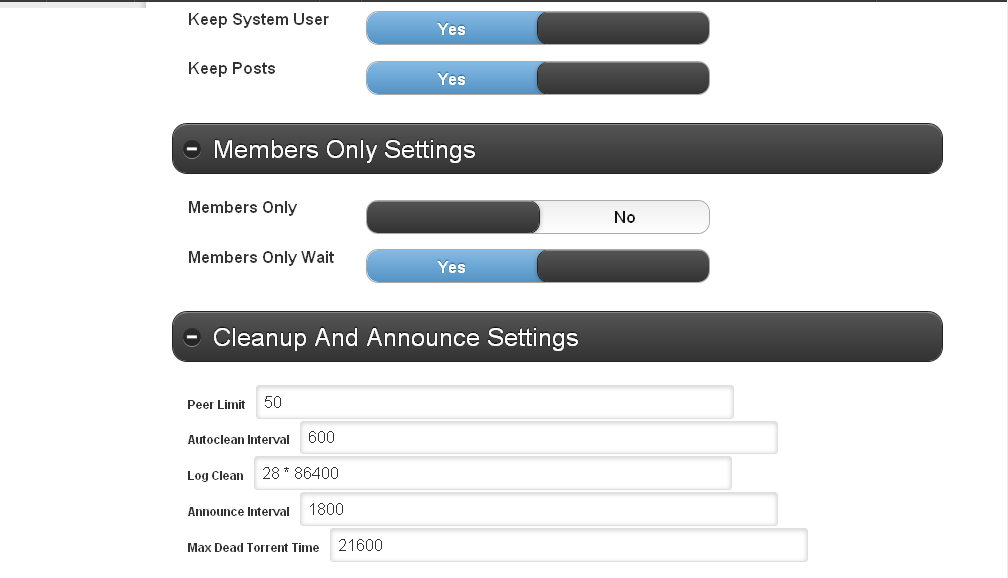 Keep System User Yes
Keep Posts Yes
Members Only Settings
Members Only No
Members Only Wait Yes
Cleanup And Announce Settings
Peer Limit 50
Autoclean Interval 600
Log Clean 28 * 86400
Announce Interval 1800
Max Dead Torrent Time 21600